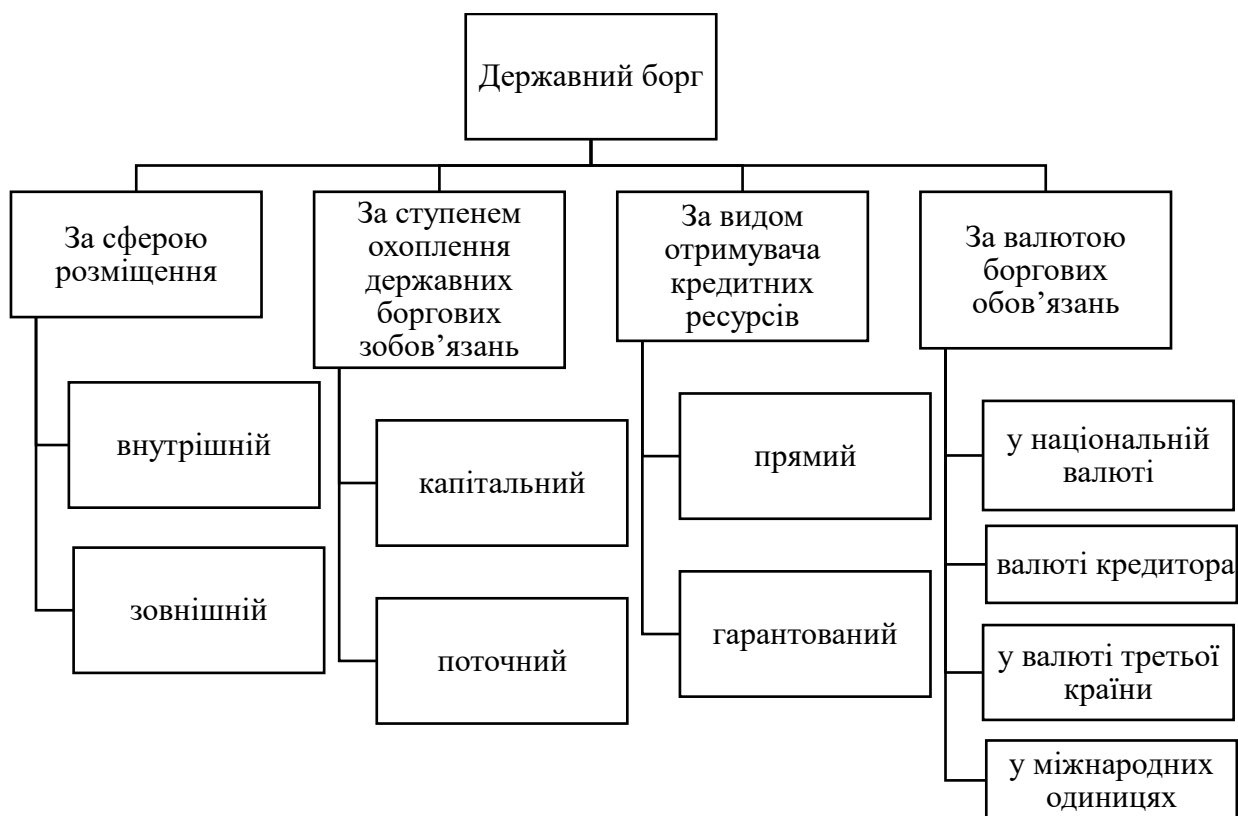 Державний борг
За сферою
розміщення
внутрішній
зовнішній
За ступенем
охоплення
державних
боргових
зобов’язань
капітальний
поточний
За видом
отримувача
кредитних
ресурсів
прямий
гарантований
За валютою
боргових
обов’язань
у національній
валюті
валюті кредитора
у валюті третьої
країни
у міжнародних
одиницях